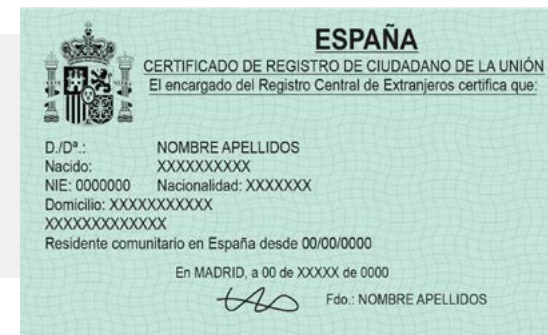 ESPAÑA
CERTIFICADO DE REGISTRO DE CIUDADANO DE LA UNIÓN
El encargado del Registro Central de Extranjeros certifica que:
D./Dª.: NOMBRE APELLIDOS
Nacido: XXXXXXXXXX
NIE: 0000000 Nacionalidad: XXXXXXX
Domicilio: XXXXXXXXXXX
XXXXXXXXXXXXX
Residente comunitario en España desde 00/00/0000
En MADRID, a 00 de XXXXX de 0000
Fdo.: NOMBRE APELLIDOS